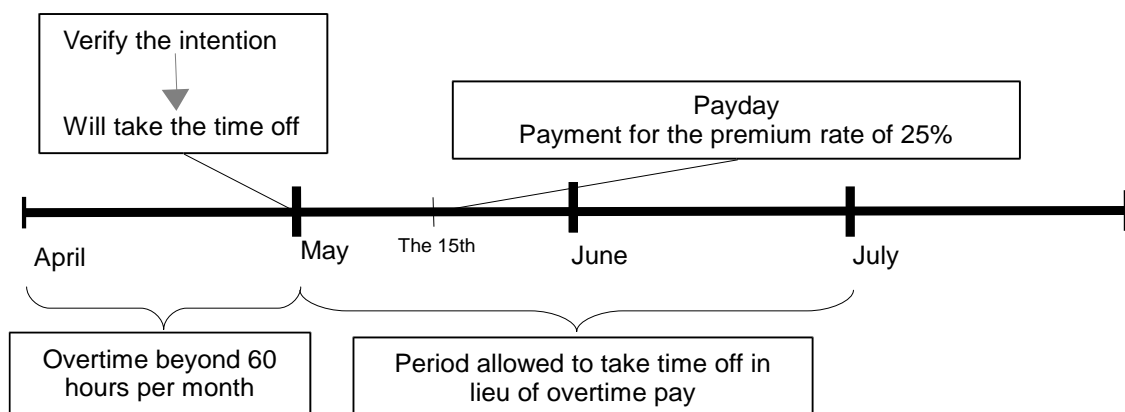 Verify the intention
Will take the time off
Payday
Payment for the premium rate of 25%
April
May
The 15th
June
July
Overtime beyond 60
hours per month
Period allowed to take time off in
lieu of overtime pay